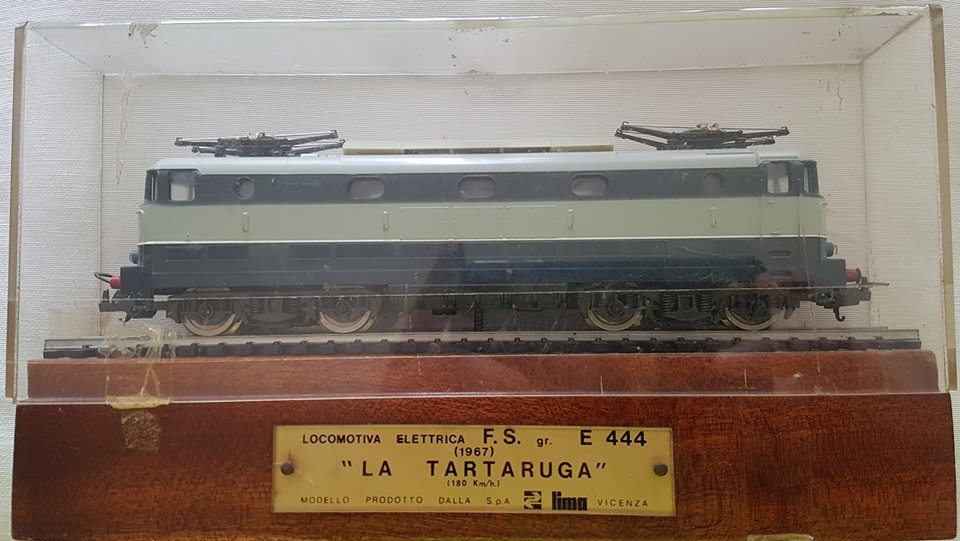 LOCOMOTIVA ELETTRICA F.S. gr. E 444
(1967)
"LA TARTARUGA"
(180 Km/h.)
MODELLO PRODOTTO DALLA S.p.A lima VICENZA